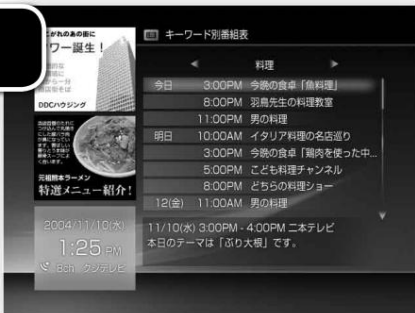 こがれのあの街に
ワー誕生！
DDCハウジング
元祖熊本ラーメン
特選メニュー紹介！
2004/11/10(水)
1:25 PM
8ch クジテレビ
キーワード別番組表
料理
今日 3:00PM 今晩の食卓「魚料理」
8:00PM 羽鳥先生の料理教室
11:00PM 男の料理
明日 10:00AM イタリア料理の名店巡り
3:00PM 今晩の食卓「鶏肉を使った中...
5:00PM こども料理チャンネル
8:00PM どちらの料理ショー
12(金) 11:00AM 男の料理
11/10(水) 3:00PM - 4:00PM 二本テレビ
本日のテーマは「ぶり大根」です。